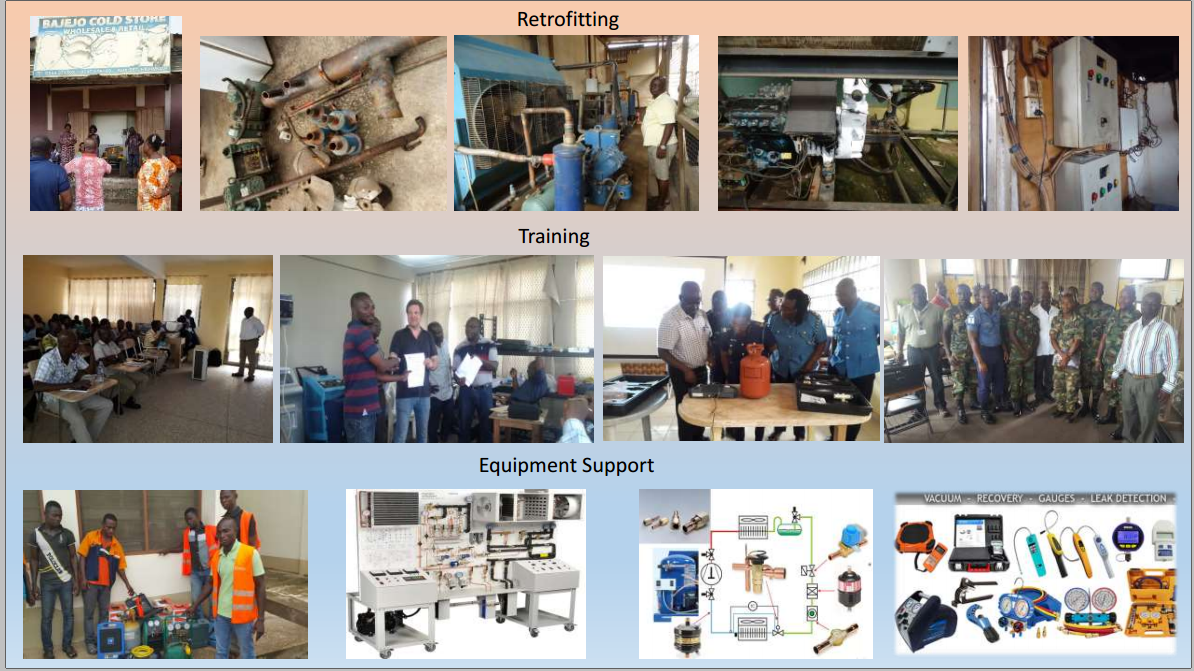 Retrofitting
BAJEJO COLD STORE
WHOLESALE & RETAIL
Training
Equipment Support
VACUUM - RECOVERY - GAUGES - LEAK DETECTION